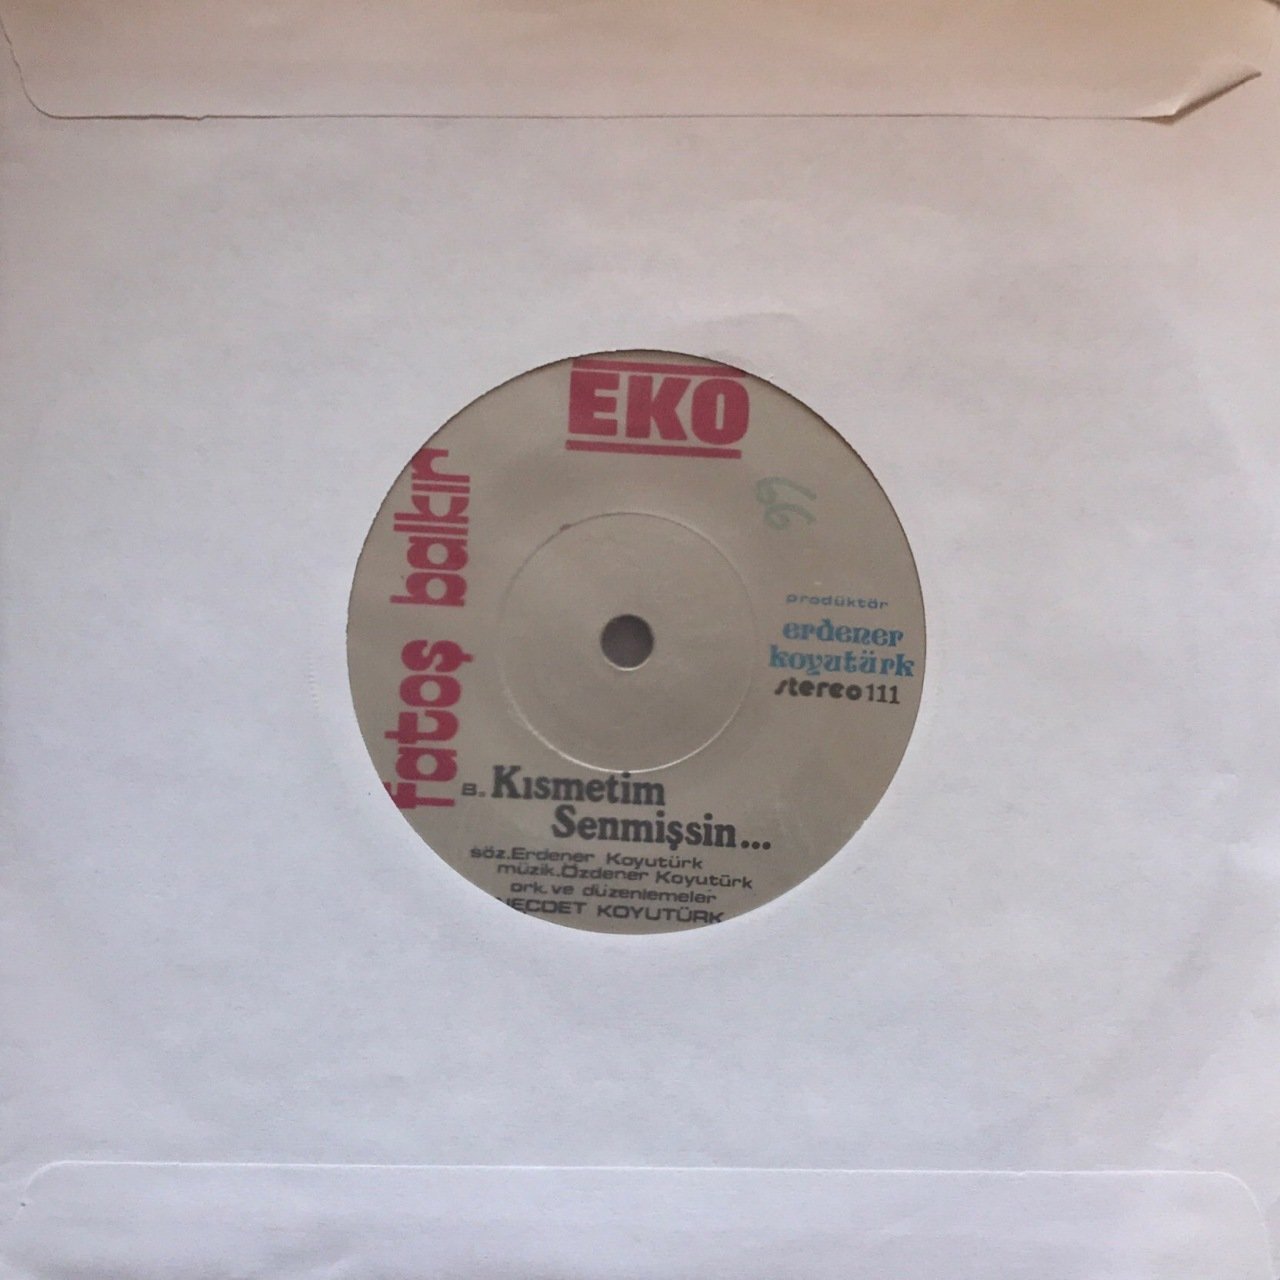 EKO
fatoş balkır
66
prodüktör
erdener
koyutürk
stereo 111
B. Kısmetim
Senmişsin...
söz.Erdener Koyutürk
müzik.Özdener Koyutürk
ork. ve düzenlemeler
NECDET KOYUTÜRK